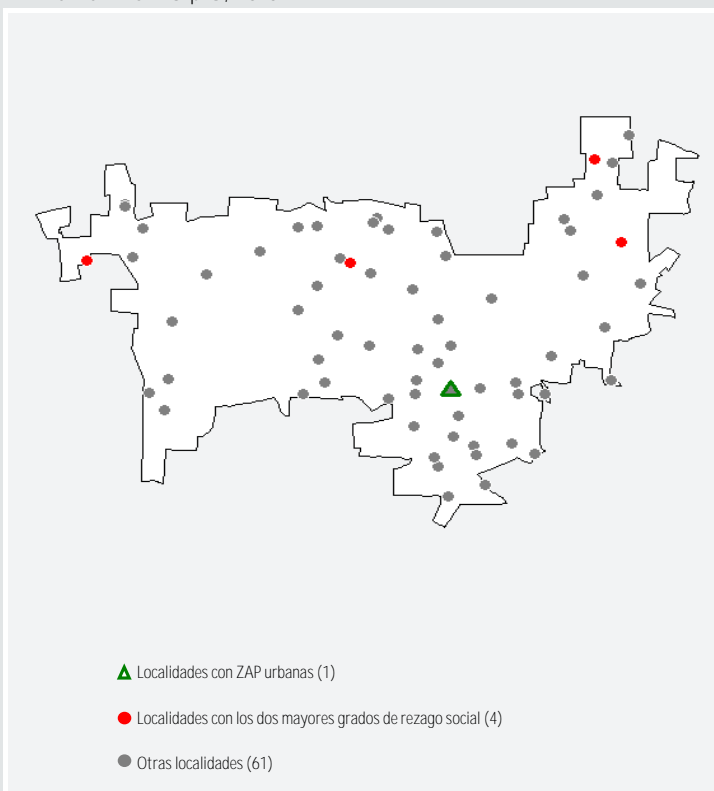 Localidades con ZAP urbanas (1)
Localidades con los dos mayores grados de rezago social (4)
Otras localidades (61)